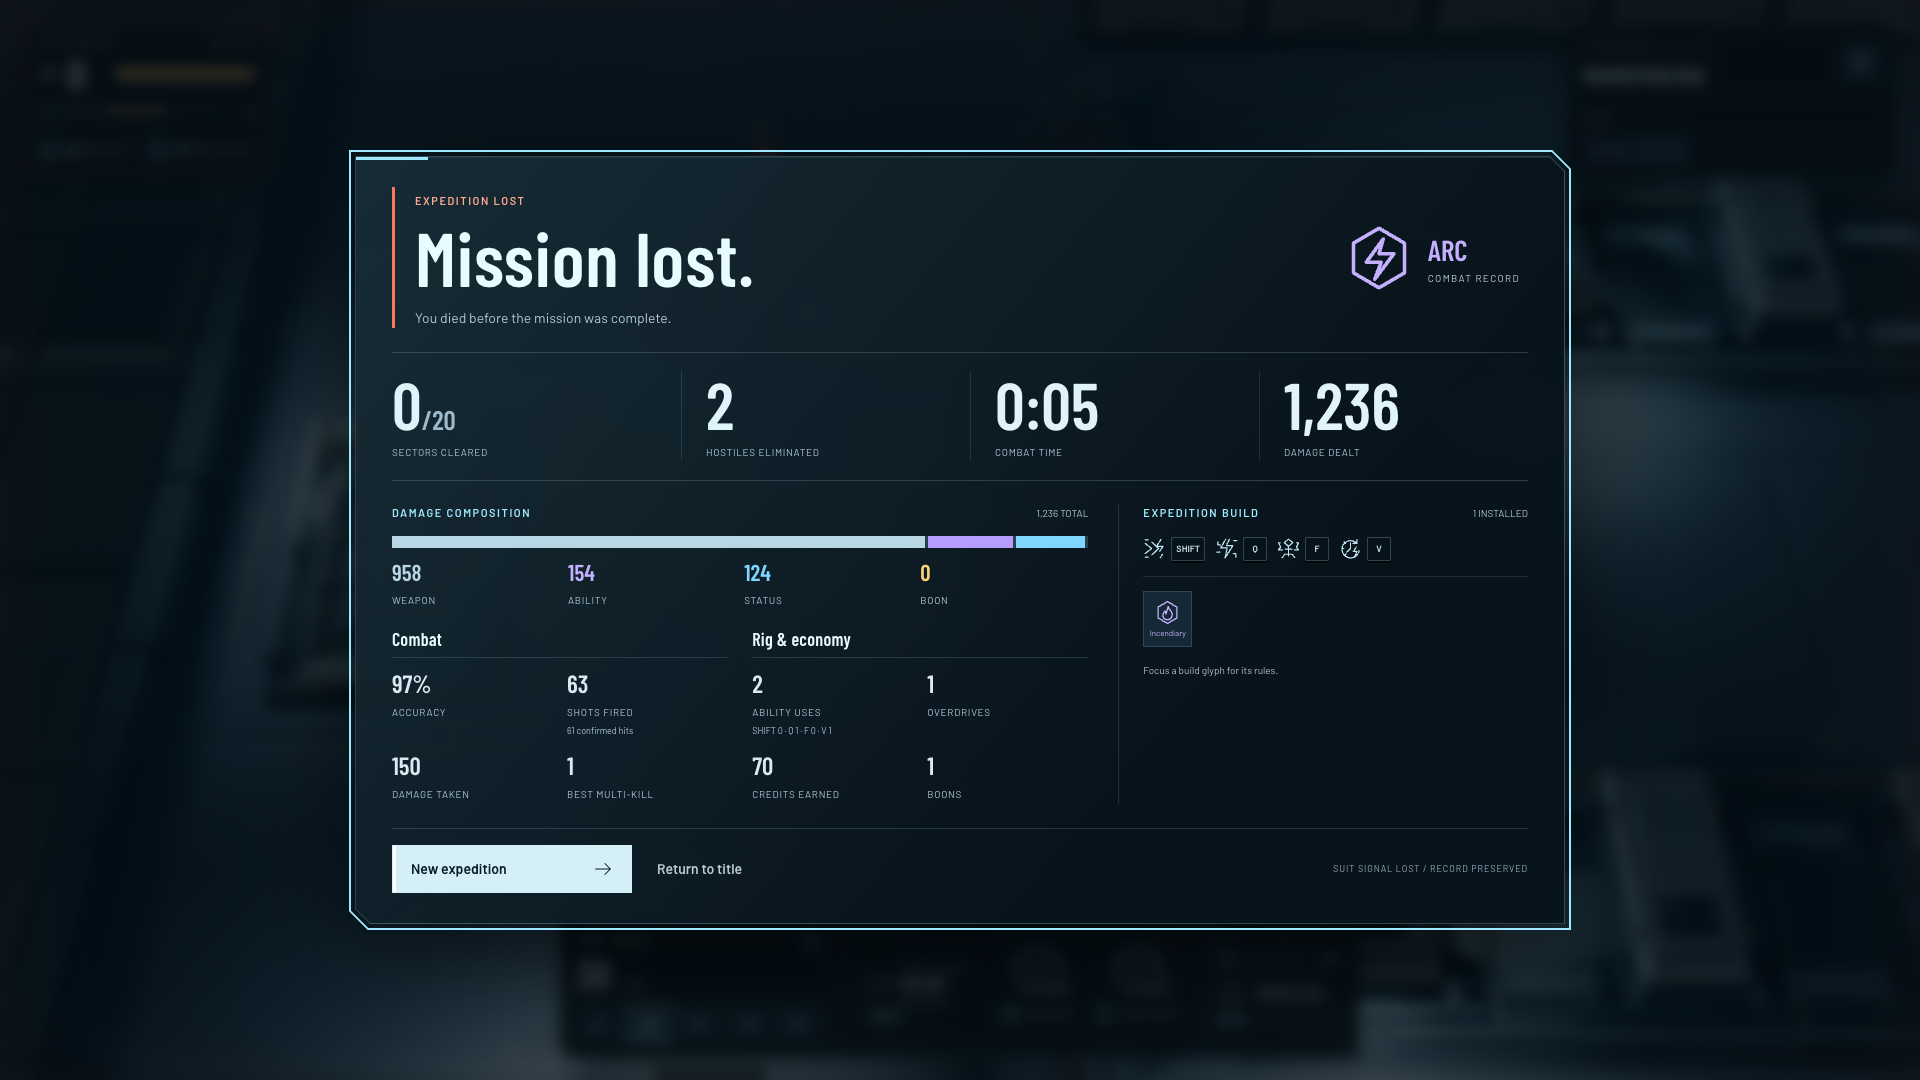 EXPEDITION LOST
Mission lost.
You died before the mission was complete.
ARC
COMBAT RECORD
0/20
SECTORS CLEARED
2
HOSTILES ELIMINATED
0:05
COMBAT TIME
1,236
DAMAGE DEALT
DAMAGE COMPOSITION
1,236 TOTAL
958
WEAPON
154
ABILITY
124
STATUS
0
BOON
Combat
97%
ACCURACY
63
SHOTS FIRED
61 confirmed hits
150
DAMAGE TAKEN
1
BEST MULTI-KILL
Rig & economy
2
ABILITY USES
SHIFT 0 · Q 1 · F 0 · V 1
1
OVERDRIVES
70
CREDITS EARNED
1
BOONS
EXPEDITION BUILD
1 INSTALLED
SHIFT Q F V
Incendiary
Focus a build glyph for its rules.
New expedition
Return to title
SUIT SIGNAL LOST / RECORD PRESERVED